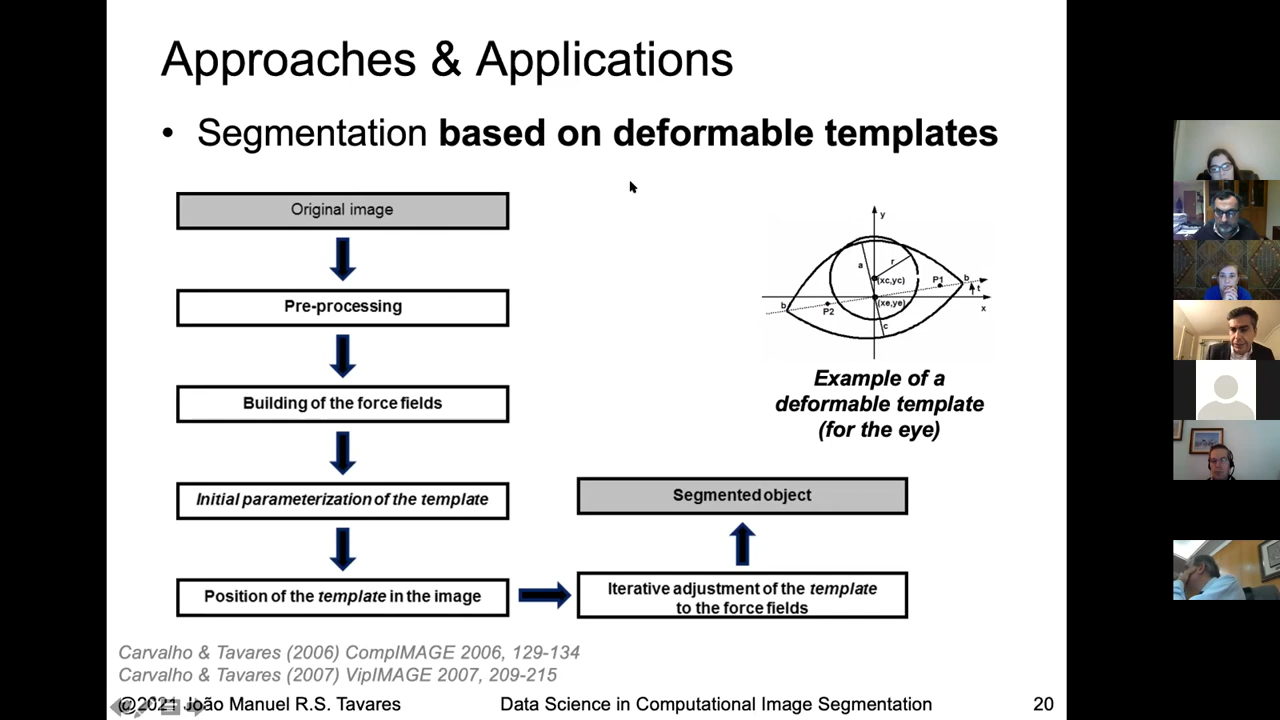 Approaches & Applications
• Segmentation based on deformable templates
Original image
Pre-processing
Building of the force fields
Initial parameterization of the template
Position of the template in the image
Iterative adjustment of the template
to the force fields
Segmented object
y
a
r
(xc,yc)
P1
b
t
x
(xe,ye)
b
P2
c
Example of a
deformable template
(for the eye)
Carvalho & Tavares (2006) CompIMAGE 2006, 129-134
Carvalho & Tavares (2007) VipIMAGE 2007, 209-215
@2021 João Manuel R.S. Tavares
Data Science in Computational Image Segmentation
20